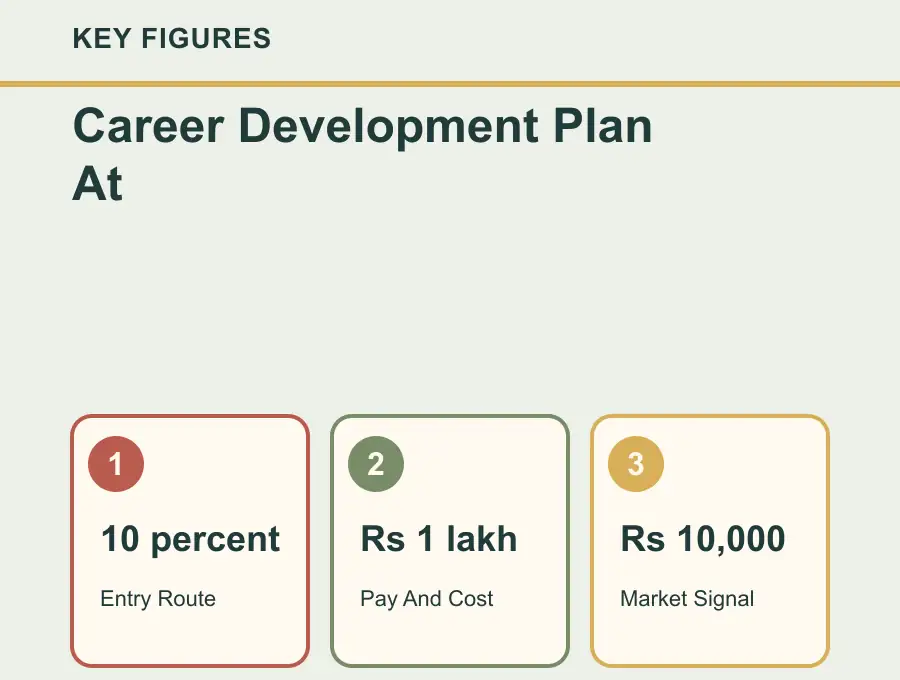 KEY FIGURES
Career Development Plan
At
1
10 percent
Entry Route
2
Rs 1 lakh
Pay And Cost
3
Rs 10,000
Market Signal